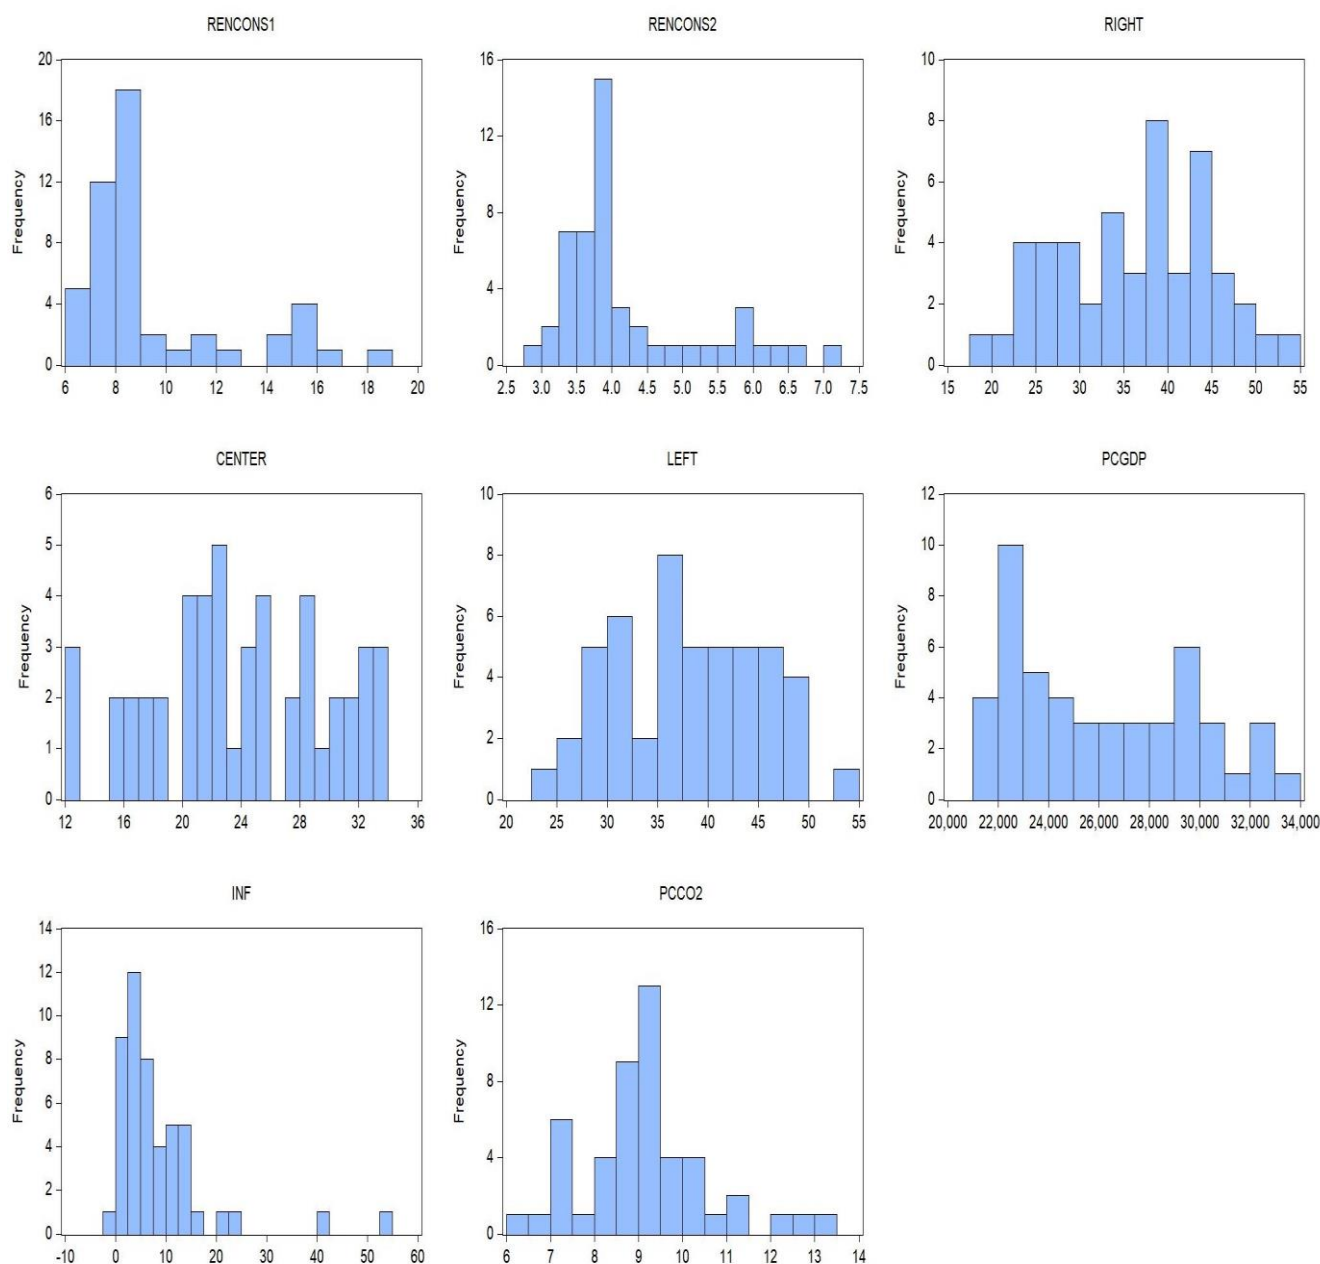 RENCONS1
20
16
12
8
4
0
Frequency
6 8 10 12 14 16 18 20
RENCONS2
16
12
8
4
0
Frequency
2.5 3.0 3.5 4.0 4.5 5.0 5.5 6.0 6.5 7.0 7.5
RIGHT
10
8
6
4
2
0
Frequency
15 20 25 30 35 40 45 50 55
CENTER
6
5
4
3
2
1
0
Frequency
12 16 20 24 28 32 36
LEFT
10
8
6
4
2
0
Frequency
20 25 30 35 40 45 50 55
PCGDP
12
10
8
6
4
2
0
Frequency
20,000 22,000 24,000 26,000 28,000 30,000 32,000 34,000
INF
14
12
10
8
6
4
2
0
Frequency
-10 0 10 20 30 40 50 60
PCCO2
16
12
8
4
0
Frequency
6 7 8 9 10 11 12 13 14